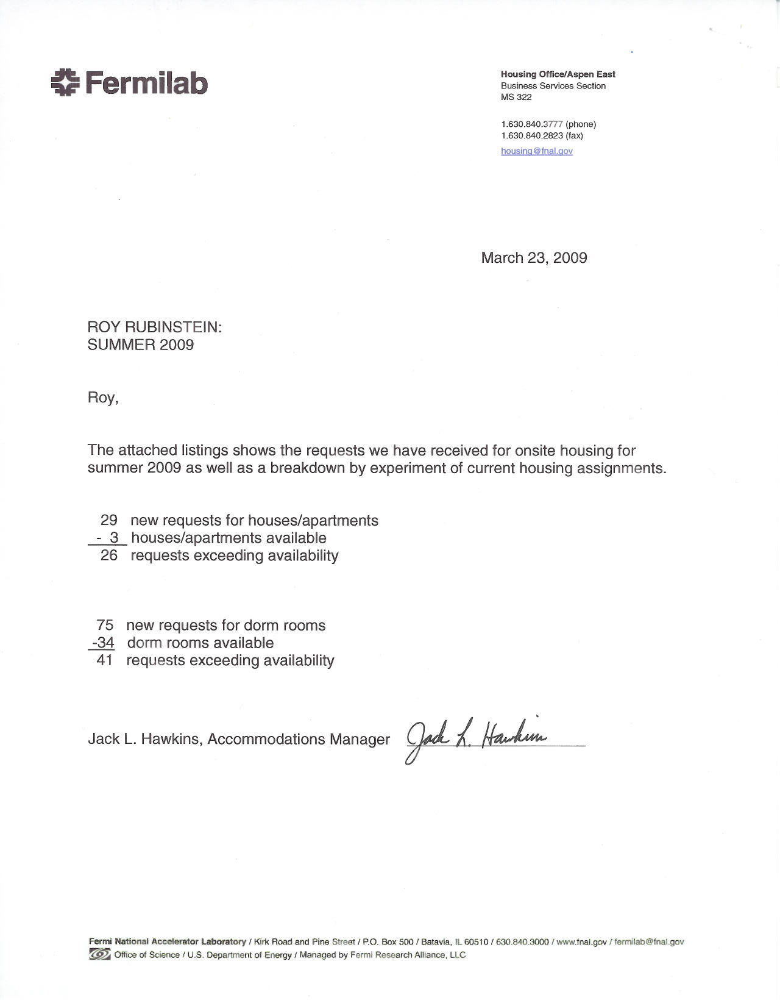 Fermilab
Housing Office/Aspen East
Business Services Section
MS 322
1.630.840.3777 (phone)
1.630.840.2823 (fax)
housing@fnal.gov
March 23, 2009
ROY RUBINSTEIN:
SUMMER 2009
Roy,
The attached listings shows the requests we have received for onsite housing for
summer 2009 as well as a breakdown by experiment of current housing assignments.
29 new requests for houses/apartments
- 3 houses/apartments available
26 requests exceeding availability
75 new requests for dorm rooms
-34 dorm rooms available
41 requests exceeding availability
Jack L. Hawkins, Accommodations Manager Jack L. Hawkins
Fermi National Accelerator Laboratory / Kirk Road and Pine Street / P.O. Box 500 / Batavia, IL 60510 / 630.840.3000 / www.fnal.gov / fermilab@fnal.gov
Office of Science / U.S. Department of Energy / Managed by Fermi Research Alliance, LLC